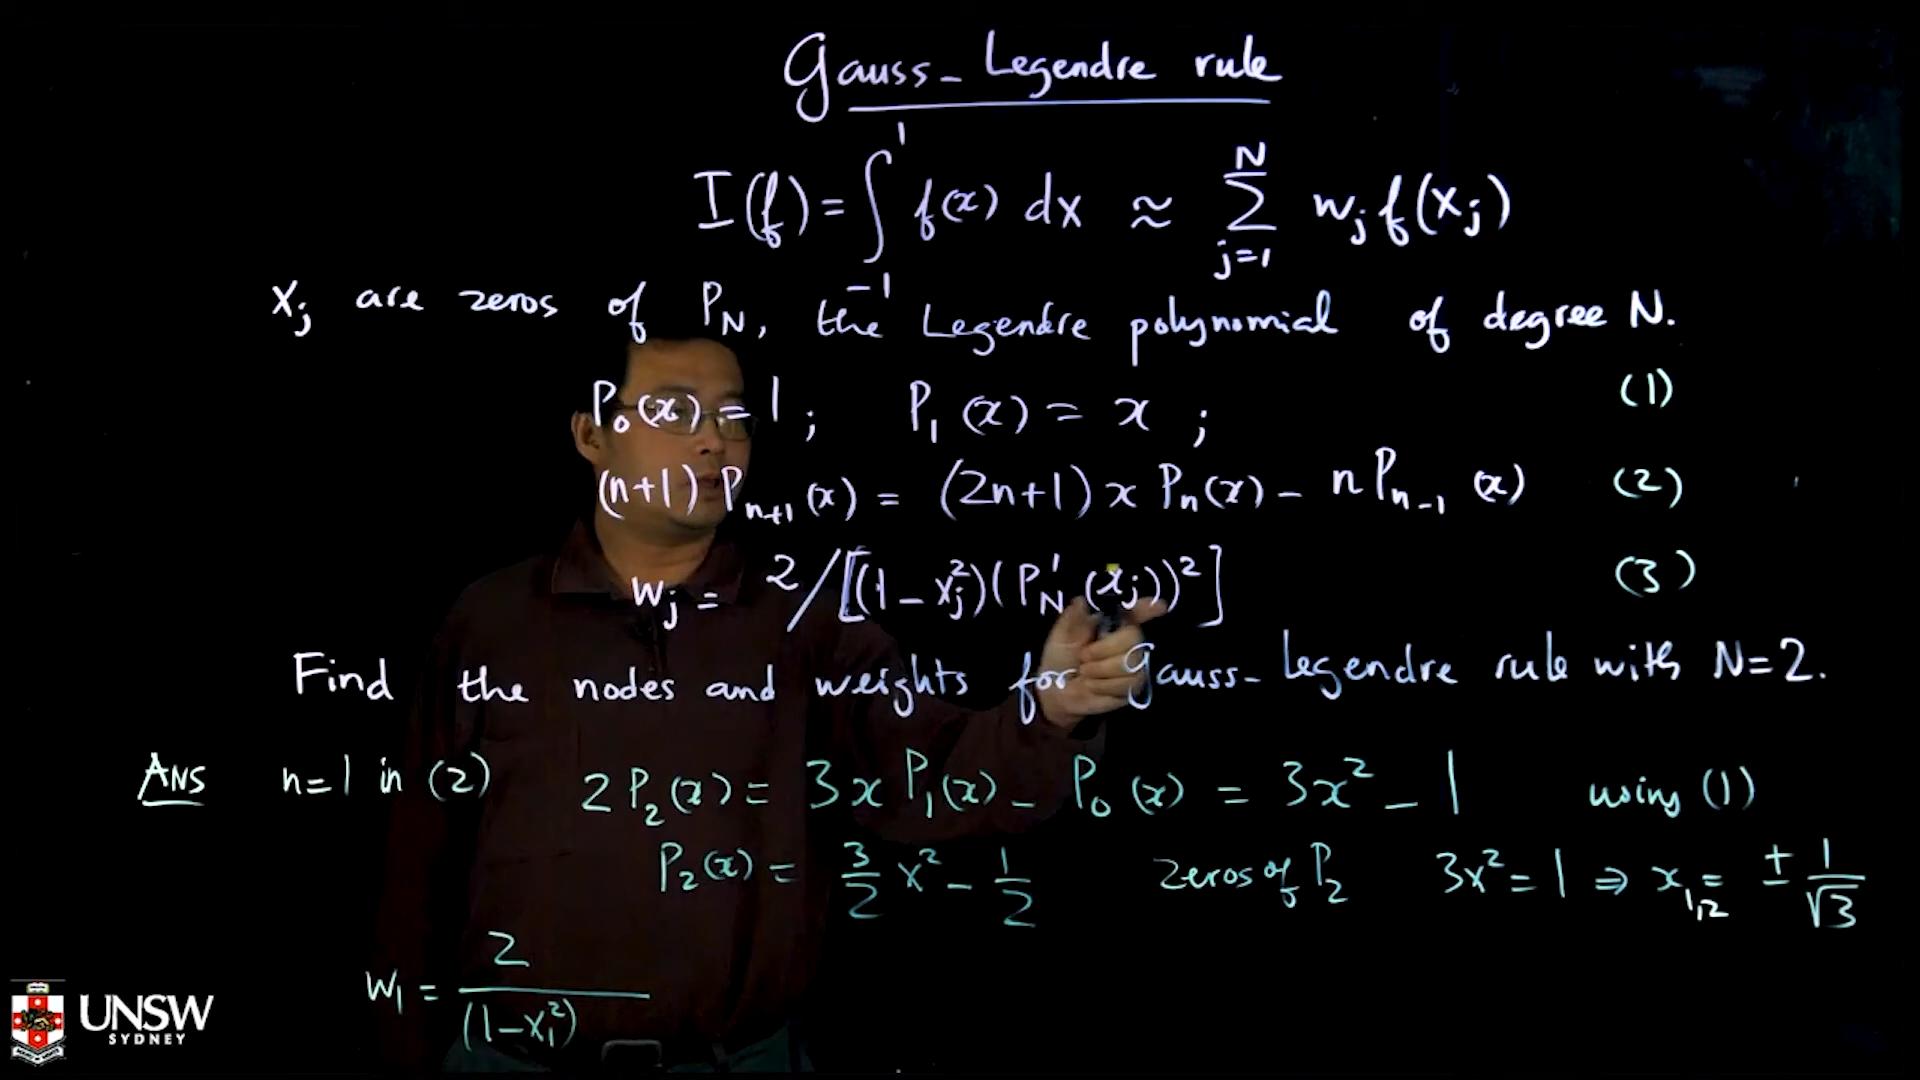 Gauss-Legendre rule
I(f) = ∫_{-1}^{1} f(x) dx ≈ Σ_{j=1}^{N} w_j f(x_j)
x_j are zeros of P_N, the Legendre polynomial of degree N.
P_0(x) = 1 ; P_1(x) = x ; (1)
(n+1) P_{n+1}(x) = (2n+1) x P_n(x) - n P_{n-1}(x) (2)
w_j = 2/[(1-x_j^2)(P_N'(x_j))^2] (3)
Find the nodes and weights for Gauss-Legendre rule with N=2.
Ans n=1 in (2) 2P_2(x) = 3x P_1(x) - P_0(x) = 3x^2 - 1 using (1)
P_2(x) = 3/2 x^2 - 1/2 zeros of P_2 3x^2 = 1 ⇒ x_{1,2} = ± 1/√3
w_1 = 2/(1-x_1^2)
UNSW
SYDNEY